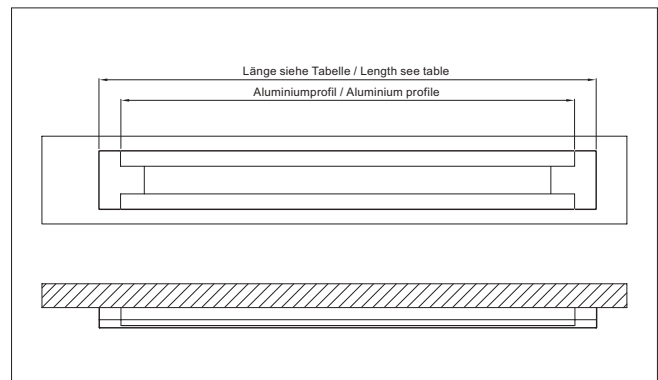 Länge siehe Tabelle / Length see table
Aluminiumprofil / Aluminium profile